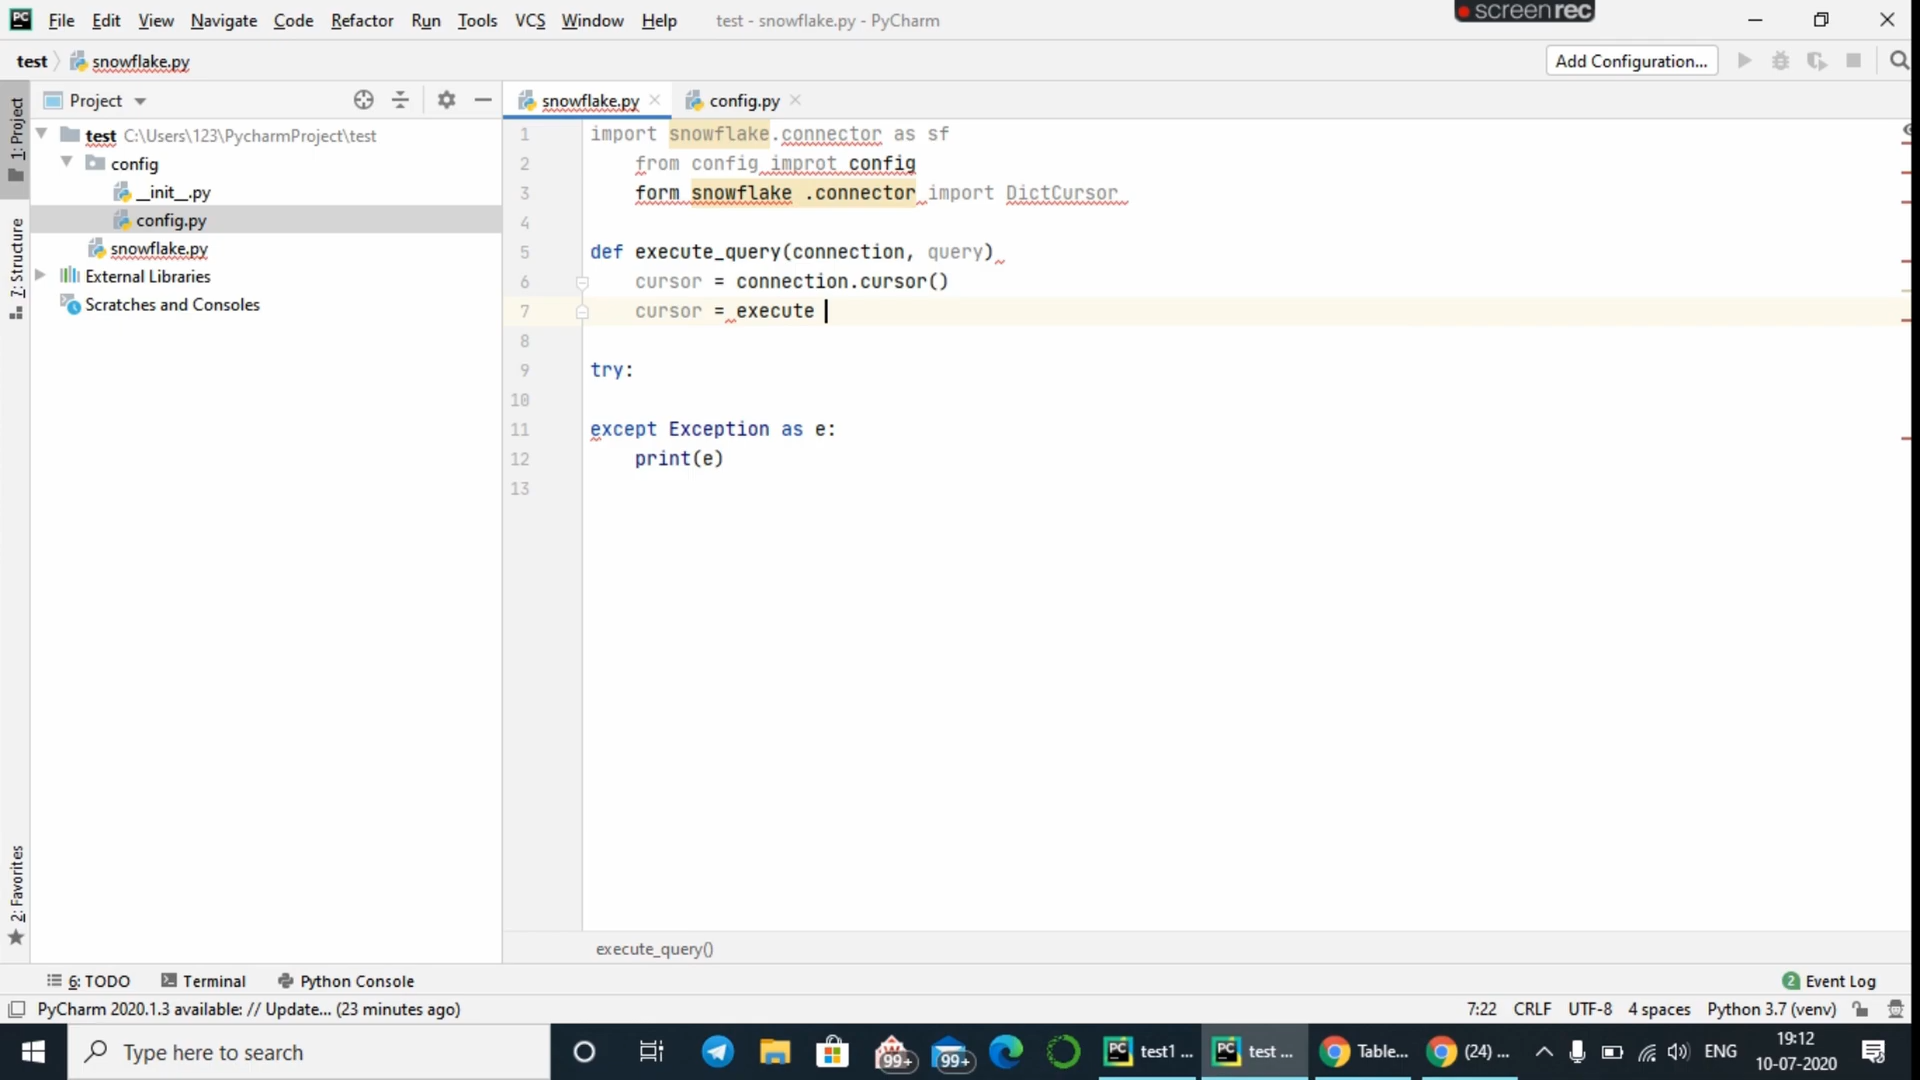 PC File Edit View Navigate Code Refactor Run Tools VCS Window Help test - snowflake.py - PyCharm screenrec
test snowflake.py Add Configuration...
Project snowflake.py config.py
1: Project
test C:\Users\123\PycharmProject\test
config
__init__.py
config.py
snowflake.py
External Libraries
Scratches and Consoles
7: Structure
2: Favorites
1 import snowflake.connector as sf
2 from config improt config
3 form snowflake .connector import DictCursor
4
5 def execute_query(connection, query)
6 cursor = connection.cursor()
7 cursor = execute
8
9 try:
10
11 except Exception as e:
12 print(e)
13
execute_query()
6: TODO Terminal Python Console 2 Event Log
PyCharm 2020.1.3 available: // Update... (23 minutes ago) 7:22 CRLF UTF-8 4 spaces Python 3.7 (venv)
Type here to search 99+ 99+ PC test1 ... PC test ... Table... (24) ... ENG 19:12
10-07-2020